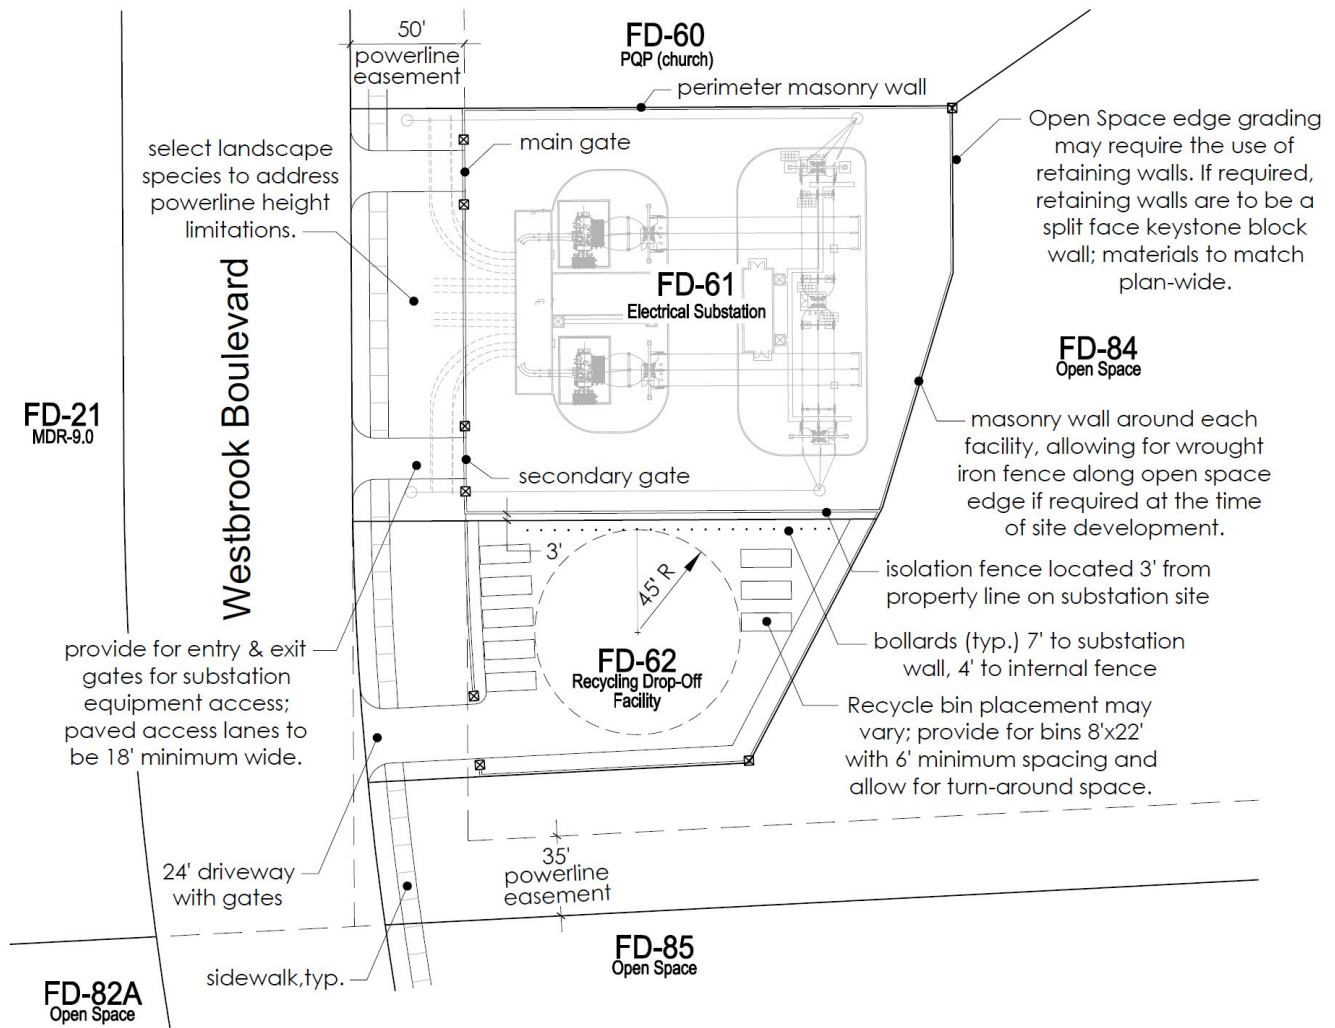 50'
powerline
easement
FD-60
PQP (church)
perimeter masonry wall
Open Space edge grading
may require the use of
retaining walls. If required,
retaining walls are to be a
split face keystone block
wall; materials to match
plan-wide.
select landscape
species to address
powerline height
limitations.
main gate
FD-61
Electrical Substation
Westbrook Boulevard
FD-84
Open Space
FD-21
MDR-9.0
masonry wall around each
facility, allowing for wrought
iron fence along open space
edge if required at the time
of site development.
secondary gate
3'
45' R
isolation fence located 3' from
property line on substation site
bollards (typ.) 7' to substation
wall, 4' to internal fence
provide for entry & exit
gates for substation
equipment access;
paved access lanes to
be 18' minimum wide.
FD-62
Recycling Drop-Off
Facility
Recycle bin placement may
vary; provide for bins 8'x22'
with 6' minimum spacing and
allow for turn-around space.
24' driveway
with gates
35'
powerline
easement
sidewalk,typ.
FD-85
Open Space
FD-82A
Open Space